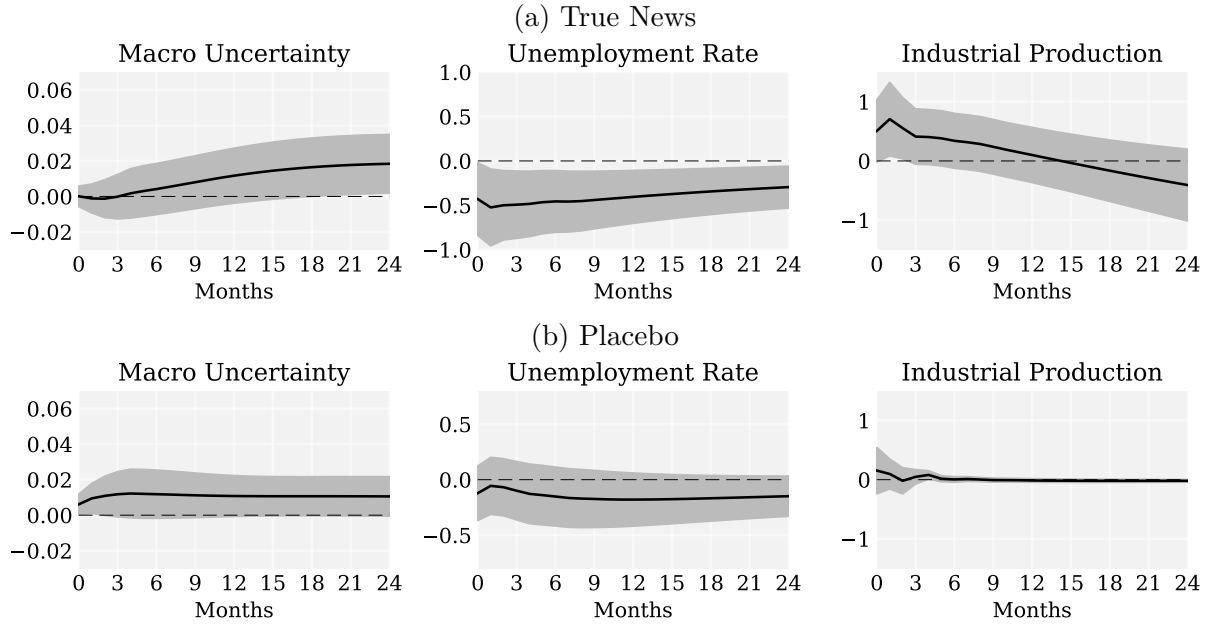 (a) True News
Macro Uncertainty
0.06
0.04
0.02
0.00
−0.02
0 3 6 9 12 15 18 21 24
Months
Unemployment Rate
1.0
0.5
0.0
−0.5
−1.0
0 3 6 9 12 15 18 21 24
Months
Industrial Production
1
0
−1
0 3 6 9 12 15 18 21 24
Months
(b) Placebo
Macro Uncertainty
0.06
0.04
0.02
0.00
−0.02
0 3 6 9 12 15 18 21 24
Months
Unemployment Rate
0.5
0.0
−0.5
0 3 6 9 12 15 18 21 24
Months
Industrial Production
1
0
−1
0 3 6 9 12 15 18 21 24
Months